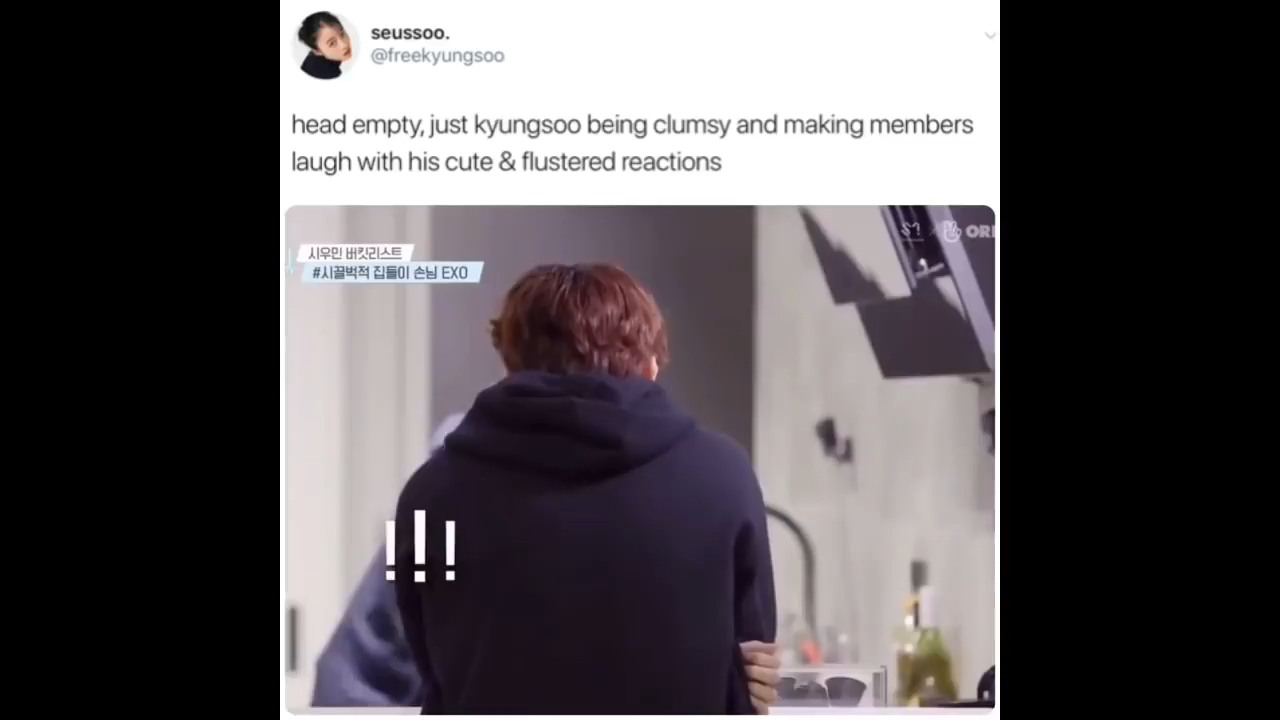 seussoo.
@freekyungsoo
head empty, just kyungsoo being clumsy and making members
laugh with his cute & flustered reactions
ORI
시우민 버킷리스트
#시끌벅적 집들이 손님 EXO
!!!